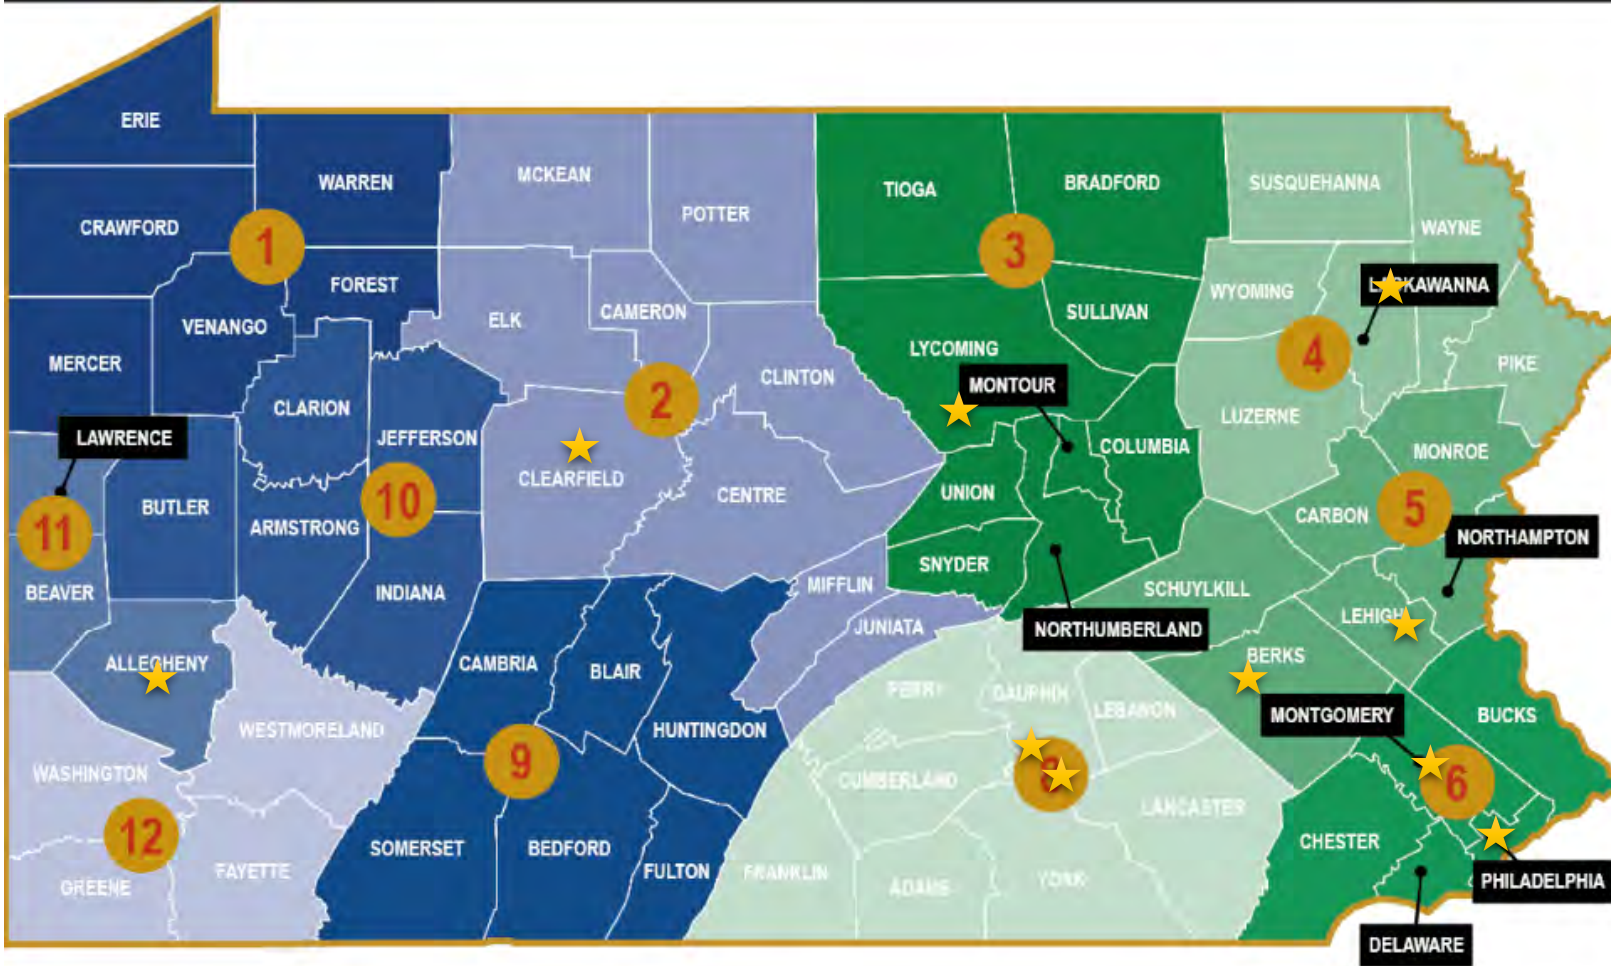 ERIE
WARREN
MCKEAN
POTTER
TIOGA
BRADFORD
SUSQUEHANNA
WAYNE
CRAWFORD
1
3
FOREST
VENANGO
ELK
CAMERON
SULLIVAN
WYOMING
LACKAWANNA
MERCER
LYCOMING
4
PIKE
CLARION
2
CLINTON
MONTOUR
LUZERNE
LAWRENCE
JEFFERSON
COLUMBIA
MONROE
CLEARFIELD
CENTRE
UNION
BUTLER
10
ARMSTRONG
CARBON
5
11
NORTHAMPTON
BEAVER
INDIANA
MIFFLIN
SNYDER
SCHUYLKILL
LEHIGH
JUNIATA
NORTHUMBERLAND
ALLEGHENY
CAMBRIA
BLAIR
BERKS
PERRY
DAUPHIN
LEBANON
MONTGOMERY
BUCKS
WESTMORELAND
HUNTINGDON
WASHINGTON
9
CUMBERLAND
8
6
LANCASTER
12
SOMERSET
BEDFORD
CHESTER
GREENE
FAYETTE
FULTON
FRANKLIN
ADAMS
YORK
PHILADELPHIA
DELAWARE